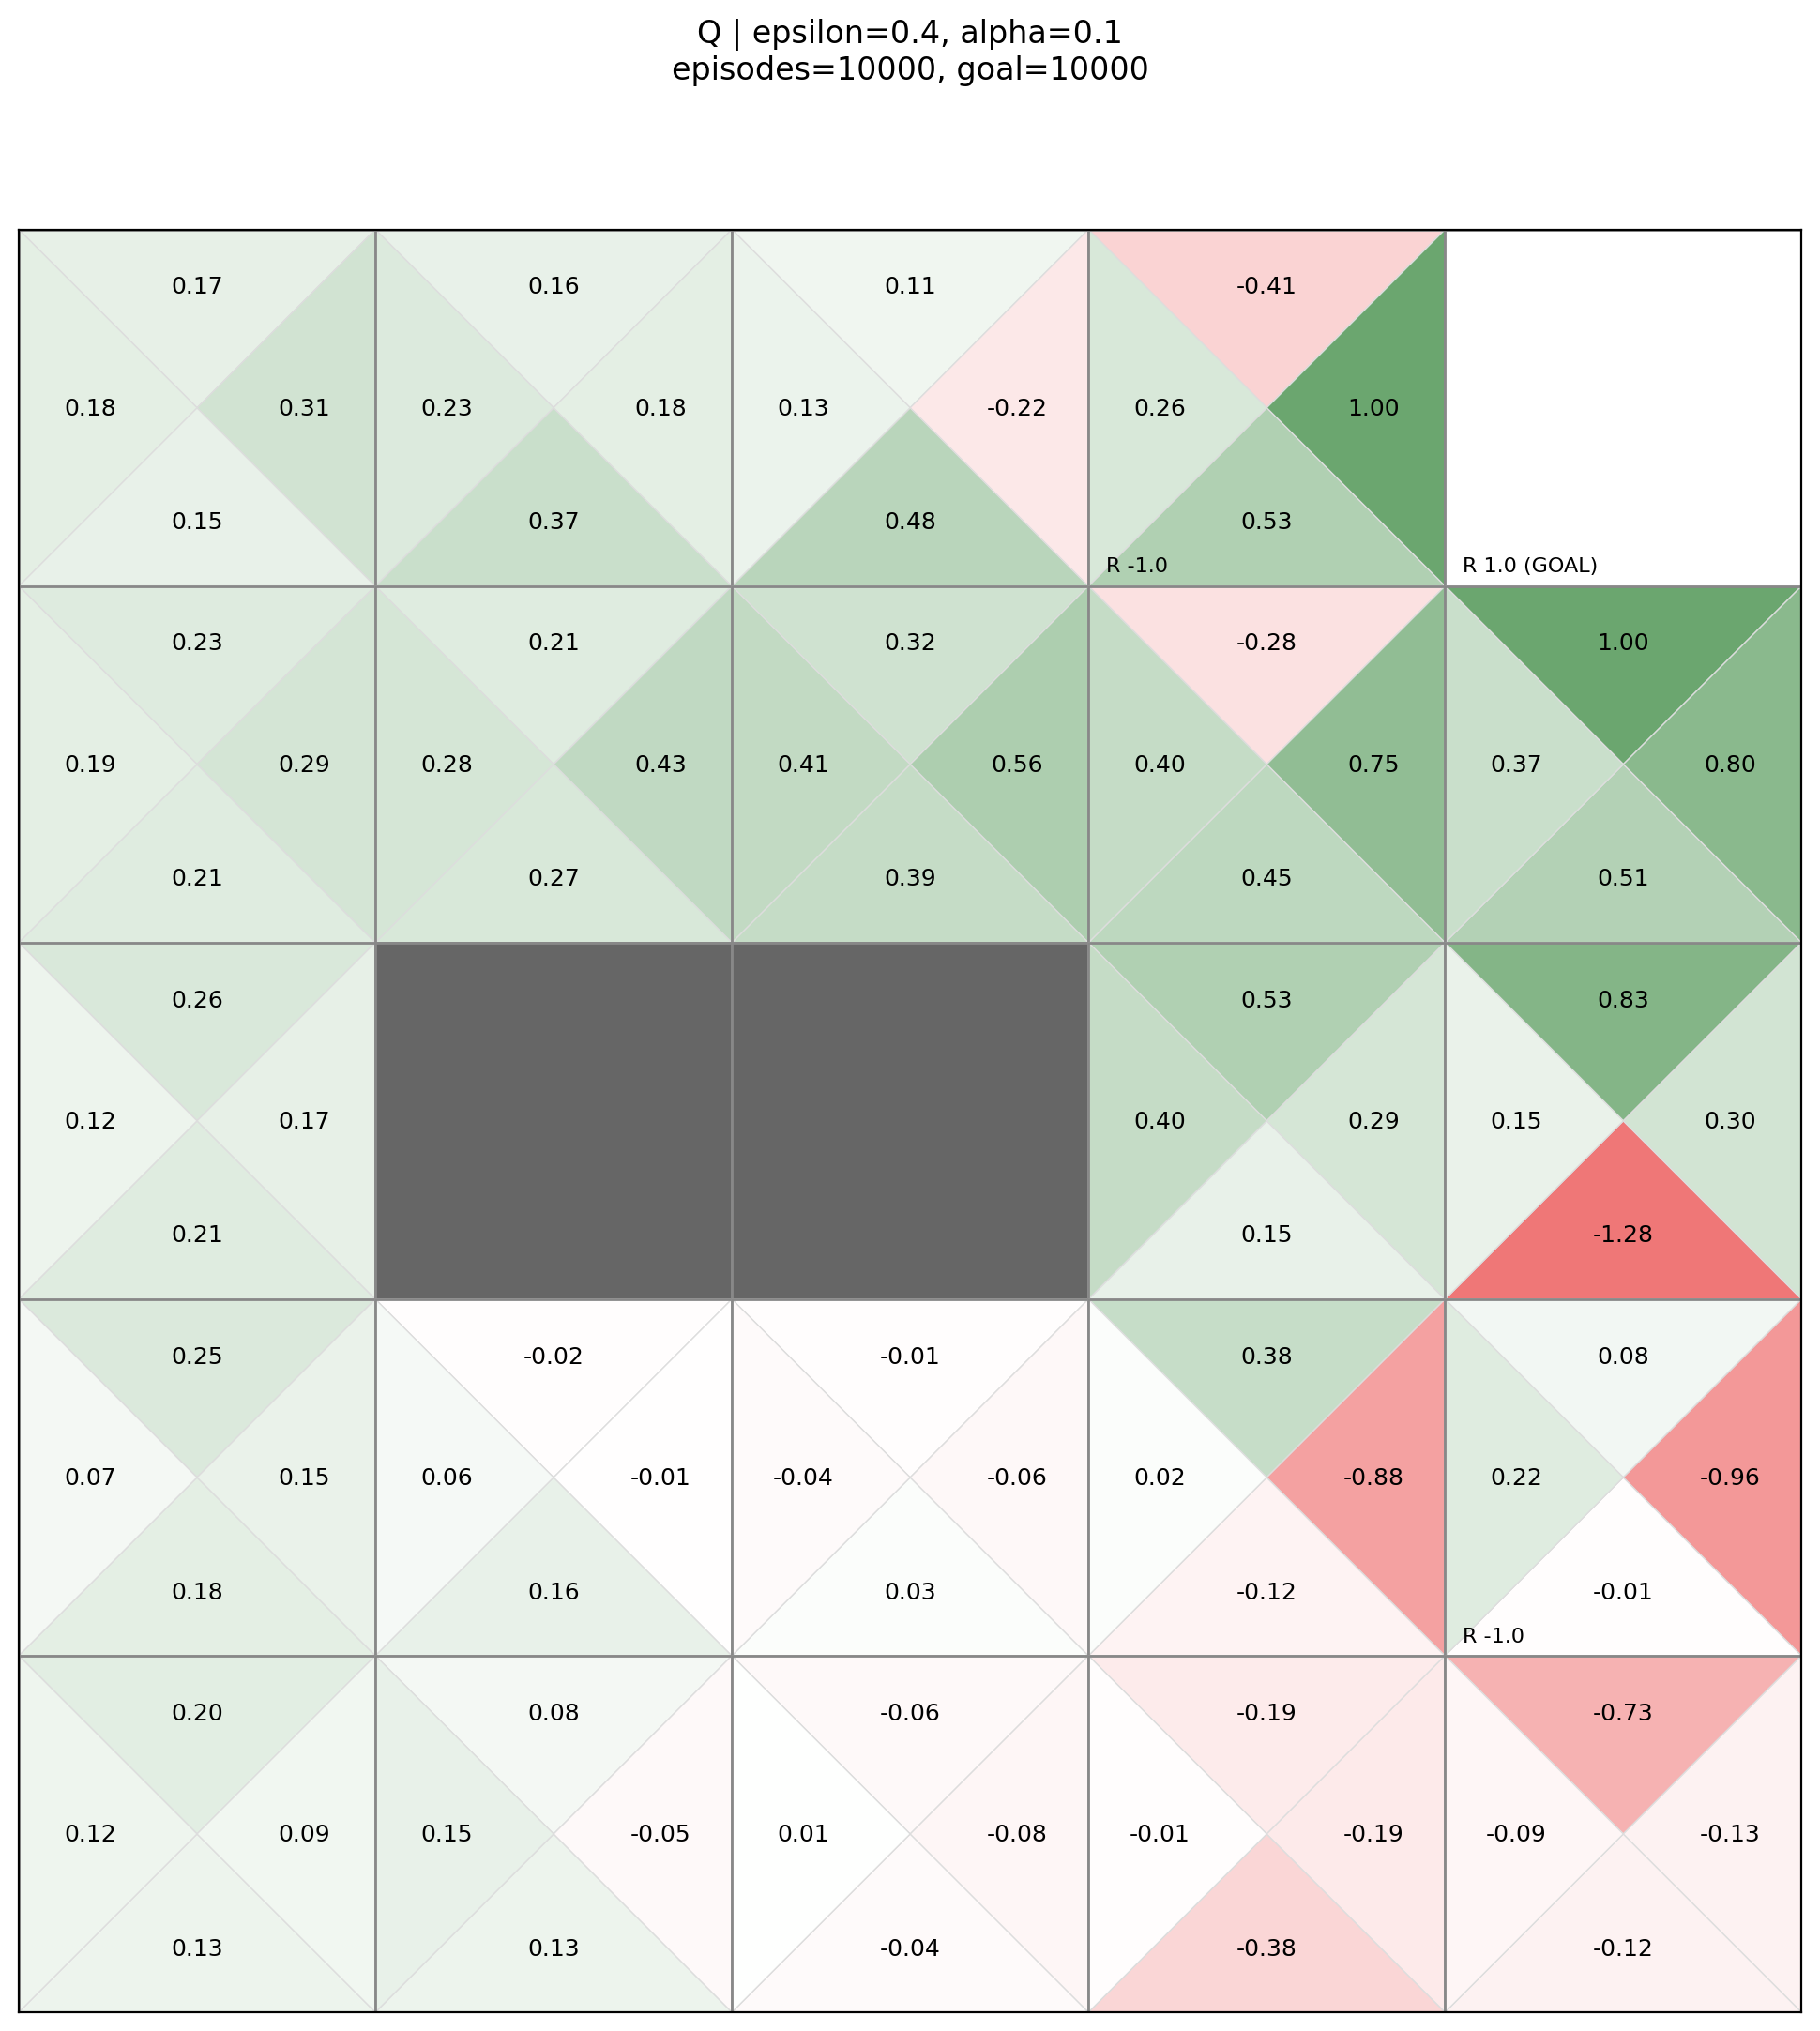 Q | epsilon=0.4, alpha=0.1
episodes=10000, goal=10000
0.17 0.16 0.11 -0.41
0.18 0.31 0.23 0.18 0.13 -0.22 0.26 1.00
0.15 0.37 0.48 0.53
R -1.0 R 1.0 (GOAL)
0.23 0.21 0.32 -0.28 1.00
0.19 0.29 0.28 0.43 0.41 0.56 0.40 0.75 0.37 0.80
0.21 0.27 0.39 0.45 0.51
0.26 0.53 0.83
0.12 0.17 0.40 0.29 0.15 0.30
0.21 0.15 -1.28
0.25 -0.02 -0.01 0.38 0.08
0.07 0.15 0.06 -0.01 -0.04 -0.06 0.02 -0.88 0.22 -0.96
0.18 0.16 0.03 -0.12 -0.01
R -1.0
0.20 0.08 -0.06 -0.19 -0.73
0.12 0.09 0.15 -0.05 0.01 -0.08 -0.01 -0.19 -0.09 -0.13
0.13 0.13 -0.04 -0.38 -0.12